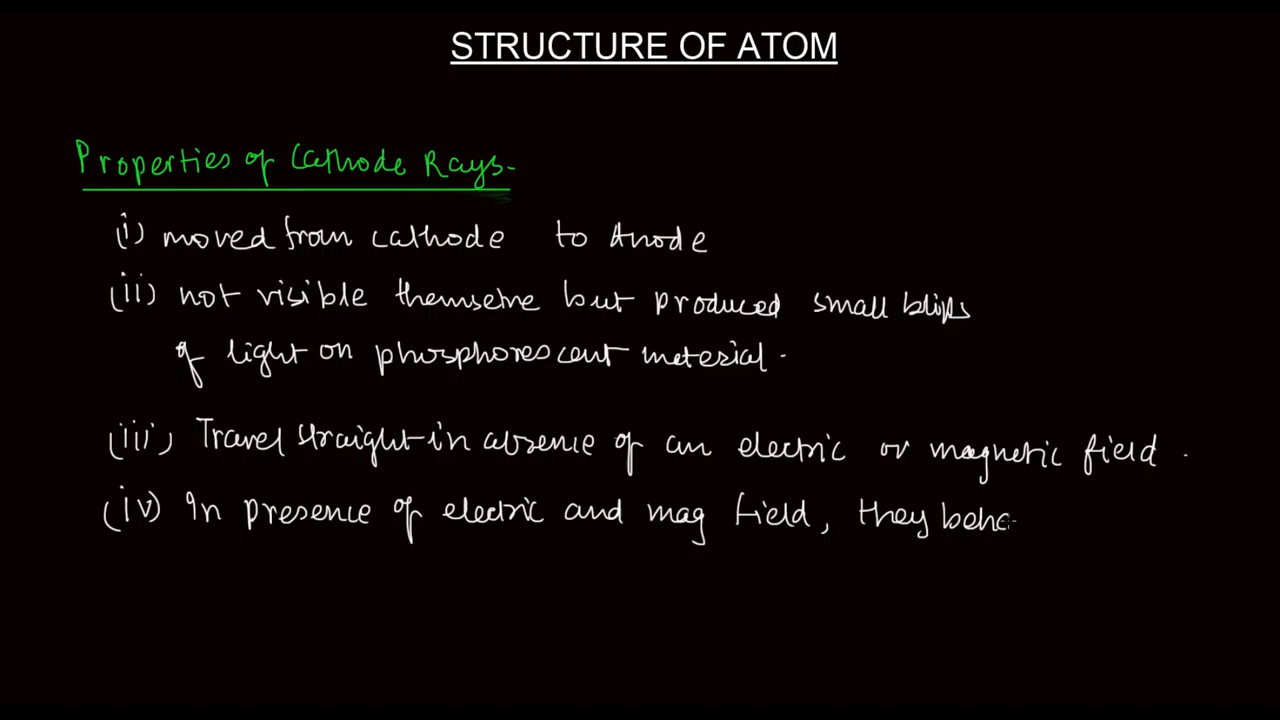 STRUCTURE OF ATOM
Properties of Cathode Rays-
(i) moved from cathode to Anode
(ii) not visible themselve but produced small blips
of light on phosphorescent material.
(iii) Travel straight in absence of an electric or magnetic field.
(iv) In presence of electric and mag field, they beha